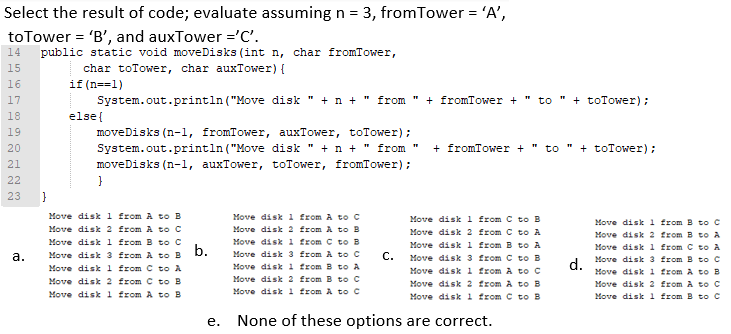 Select the result of code; evaluate assuming n = 3, fromTower = ‘A’,
toTower = ‘B’, and auxTower =’C’.
14 public static void moveDisks(int n, char fromTower,
15 char toTower, char auxTower){
16 if(n==1)
17 System.out.println("Move disk " + n + " from " + fromTower + " to " + toTower);
18 else{
19 moveDisks(n-1, fromTower, auxTower, toTower);
20 System.out.println("Move disk " + n + " from " + fromTower + " to " + toTower);
21 moveDisks(n-1, auxTower, toTower, fromTower);
22 }
23 }
a.
Move disk 1 from A to B
Move disk 2 from A to C
Move disk 1 from B to C
Move disk 3 from A to B
Move disk 1 from C to A
Move disk 2 from C to B
Move disk 1 from A to B
b.
Move disk 1 from A to C
Move disk 2 from A to B
Move disk 1 from C to B
Move disk 3 from A to C
Move disk 1 from B to A
Move disk 2 from B to C
Move disk 1 from A to C
c.
Move disk 1 from C to B
Move disk 2 from C to A
Move disk 1 from B to A
Move disk 3 from C to B
Move disk 1 from A to C
Move disk 2 from A to B
Move disk 1 from C to B
d.
Move disk 1 from B to C
Move disk 2 from B to A
Move disk 1 from C to A
Move disk 3 from B to C
Move disk 1 from A to B
Move disk 2 from A to C
Move disk 1 from B to C
e. None of these options are correct.